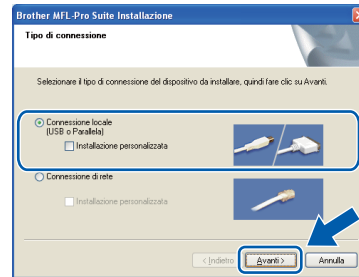 Brother MFL-Pro Suite Installazione
Tipo di connessione
Selezionare il tipo di connessione del dispositivo da installare, quindi fare clic su Avanti.
Connessione locale
(USB o Parallela)
Installazione personalizzata
Connessione di rete
Installazione personalizzata
< Indietro
Avanti >
Annulla